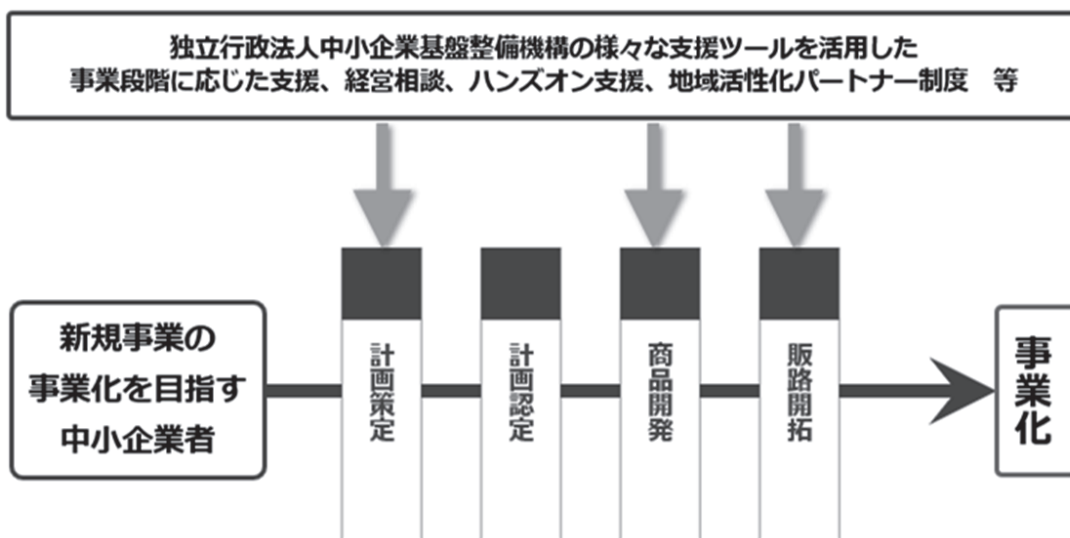 独立行政法人中小企業基盤整備機構の様々な支援ツールを活用した
事業段階に応じた支援、経営相談、ハンズオン支援、地域活性化パートナー制度　等
新規事業の
事業化を目指す
中小企業者
計画策定
計画認定
商品開発
販路開拓
事業化